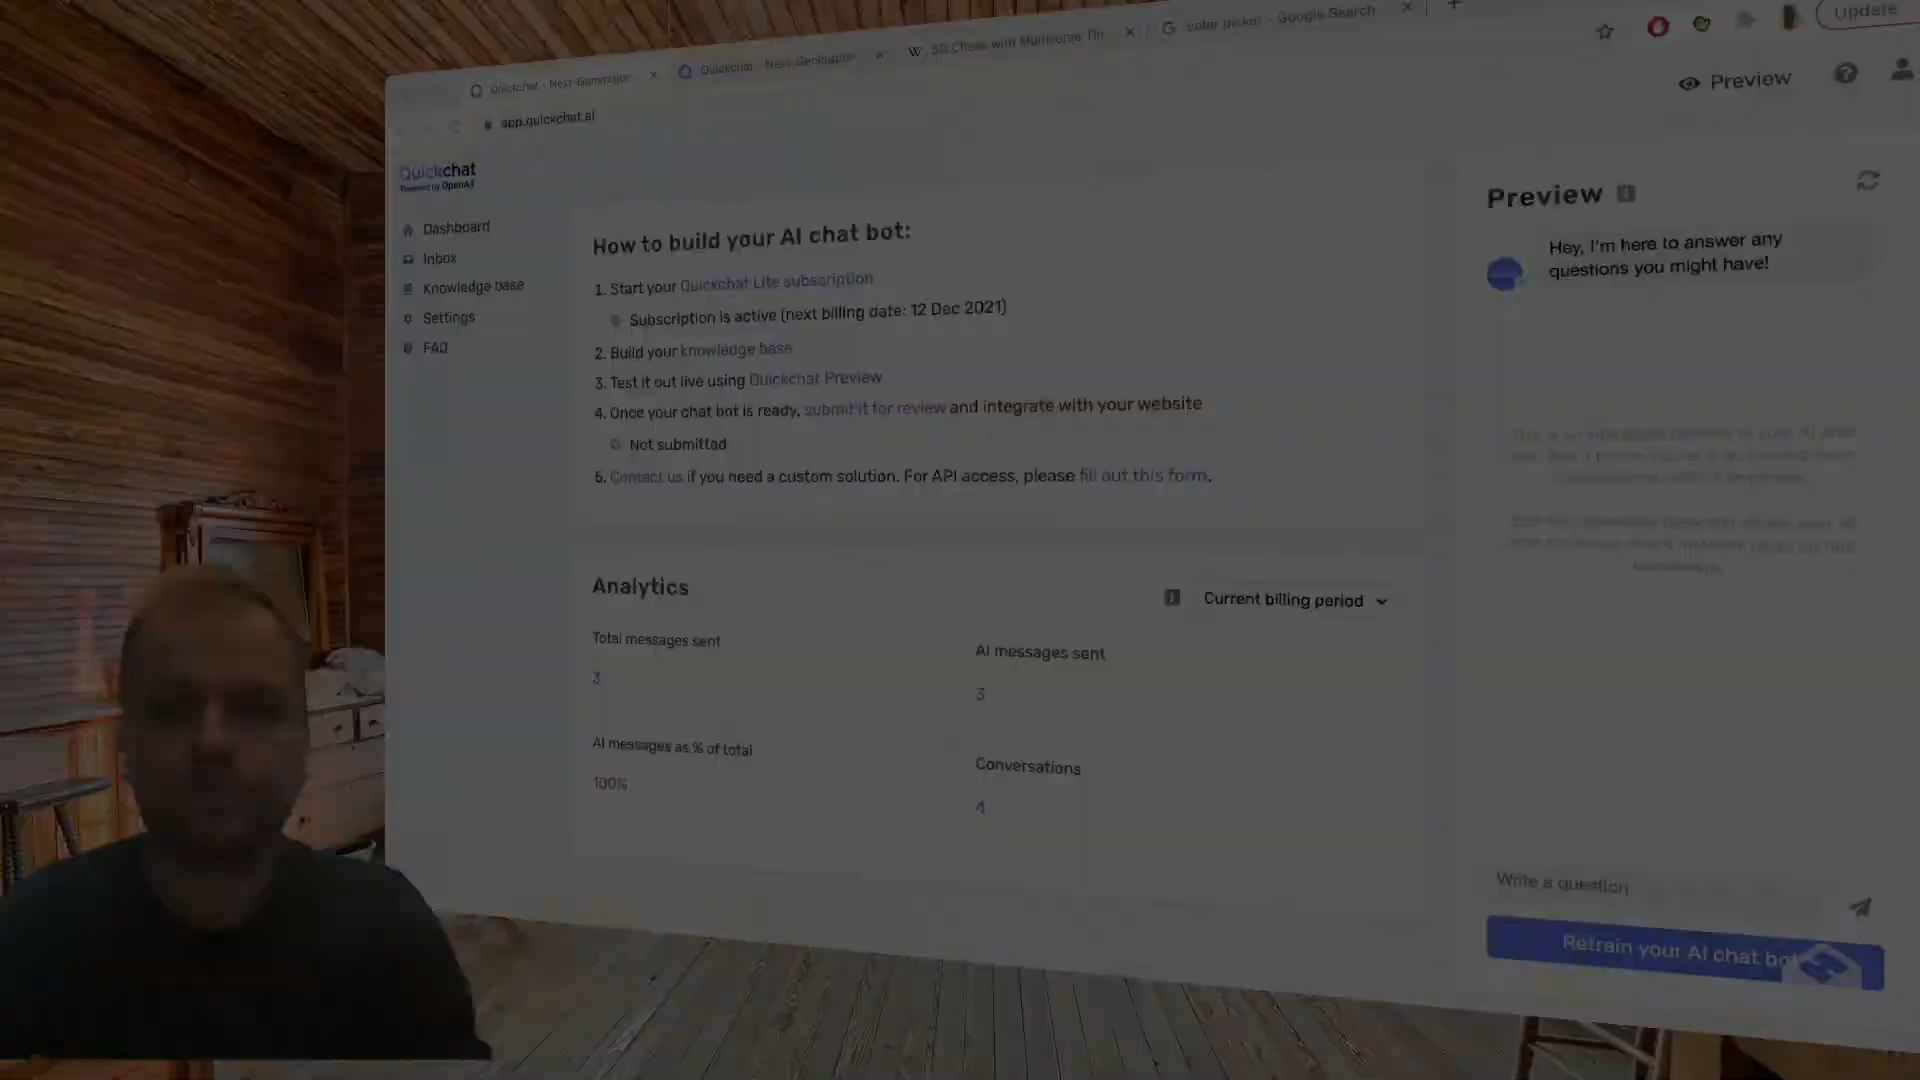 Quickchat - Next-Generation
Quickchat - Next-Generation
5D Chess with Multiverse Tim
solar pickel - Google Search
Update
app.quickchat.ai
Preview
Quickchat
Powered by OpenAI
Dashboard
Inbox
Knowledge base
Settings
FAQ
How to build your AI chat bot:
1. Start your Quickchat Lite subscription
Subscription is active (next billing date: 12 Dec 2021)
2. Build your knowledge base
3. Test it out live using Quickchat Preview
4. Once your chat bot is ready, submit it for review and integrate with your website
Not submitted
5. Contact us if you need a custom solution. For API access, please fill out this form.
Analytics
Current billing period
Total messages sent
3
AI messages sent
3
AI messages as % of total
100%
Conversations
4
Preview
Hey, I'm here to answer any
questions you might have!
Write a question
Retrain your AI chat bot